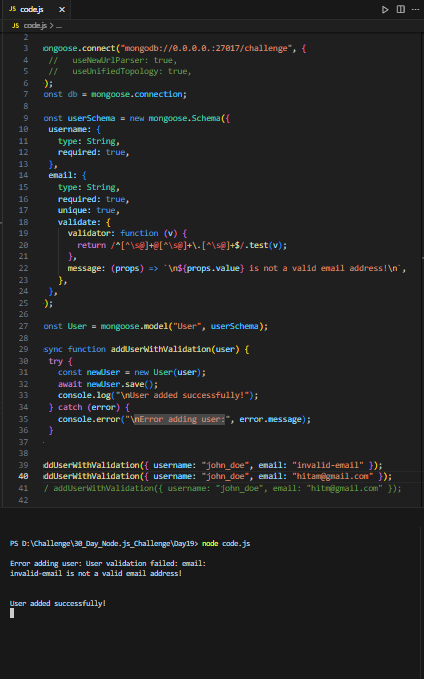 JS code.js ×
JS code.js > ...
2
3 ongoose.connect("mongodb://0.0.0.0.:27017/challenge", {
4 // useNewUrlParser: true,
5 // useUnifiedTopology: true,
6 );
7 onst db = mongoose.connection;
8
9 onst userSchema = new mongoose.Schema({
10 username: {
11 type: String,
12 required: true,
13 },
14 email: {
15 type: String,
16 required: true,
17 unique: true,
18 validate: {
19 validator: function (v) {
20 return /^[^\s@]+@[^\s@]+\.[^\s@]+$/.test(v);
21 },
22 message: (props) => `\n${props.value} is not a valid email address!\n`,
23 },
24 },
25 );
26
27 onst User = mongoose.model("User", userSchema);
28
29 sync function addUserWithValidation(user) {
30 try {
31 const newUser = new User(user);
32 await newUser.save();
33 console.log("\nUser added successfully!");
34 } catch (error) {
35 console.error("\nError adding user:", error.message);
36 }
37
38
39 ddUserWithValidation({ username: "john_doe", email: "invalid-email" });
40 ddUserWithValidation({ username: "john_doe", email: "hitam@gmail.com" });
41 / addUserWithValidation({ username: "john_doe", email: "hitm@gmail.com" });
42
PS D:\Challenge\30_Day_Node.js_Challenge\Day19> node code.js
Error adding user: User validation failed: email:
invalid-email is not a valid email address!
User added successfully!